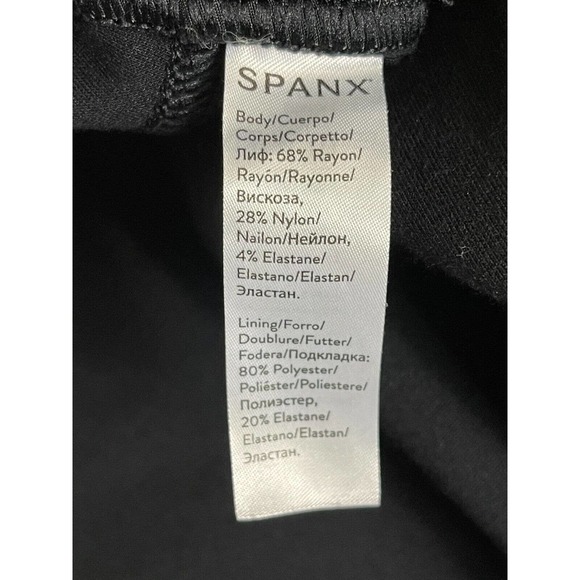 SPANX
Body/Cuerpo/
Corps/Corpetto/
Лиф: 68% Rayon/
Rayón/Rayonne/
Вискоза,
28% Nylon/
Nailon/Нейлон,
4% Elastane/
Elastano/Elastan/
Эластан.
Lining/Forro/
Doublure/Futter/
Fodera/Подкладка:
80% Polyester/
Poliéster/Poliestere/
Полиэстер,
20% Elastane/
Elastano/Elastan/
Эластан.